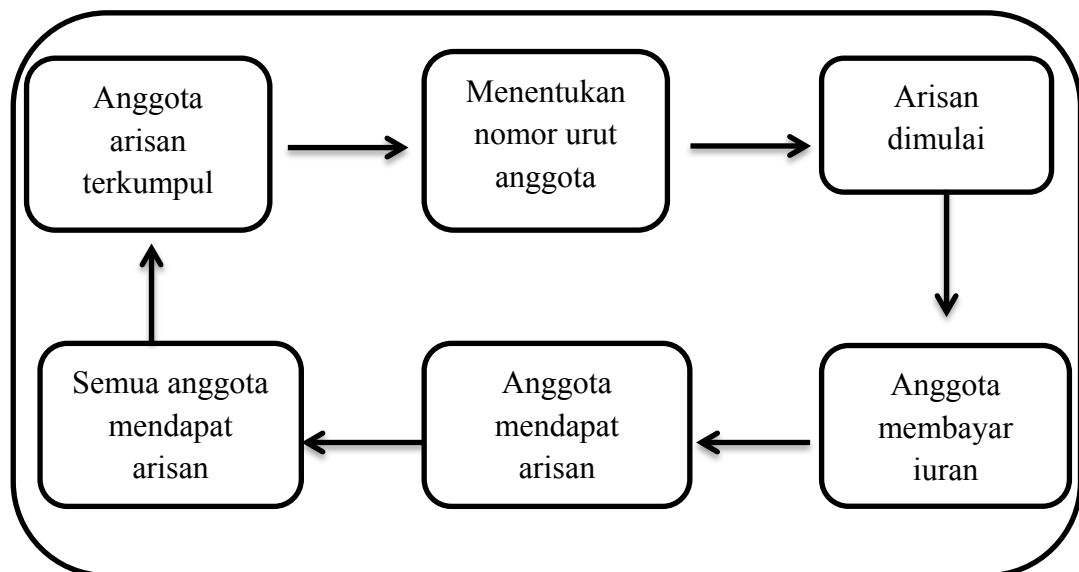 Anggota
arisan
terkumpul
Menentukan
nomor urut
anggota
Arisan
dimulai
Anggota
membayar
iuran
Anggota
mendapat
arisan
Semua anggota
mendapat
arisan